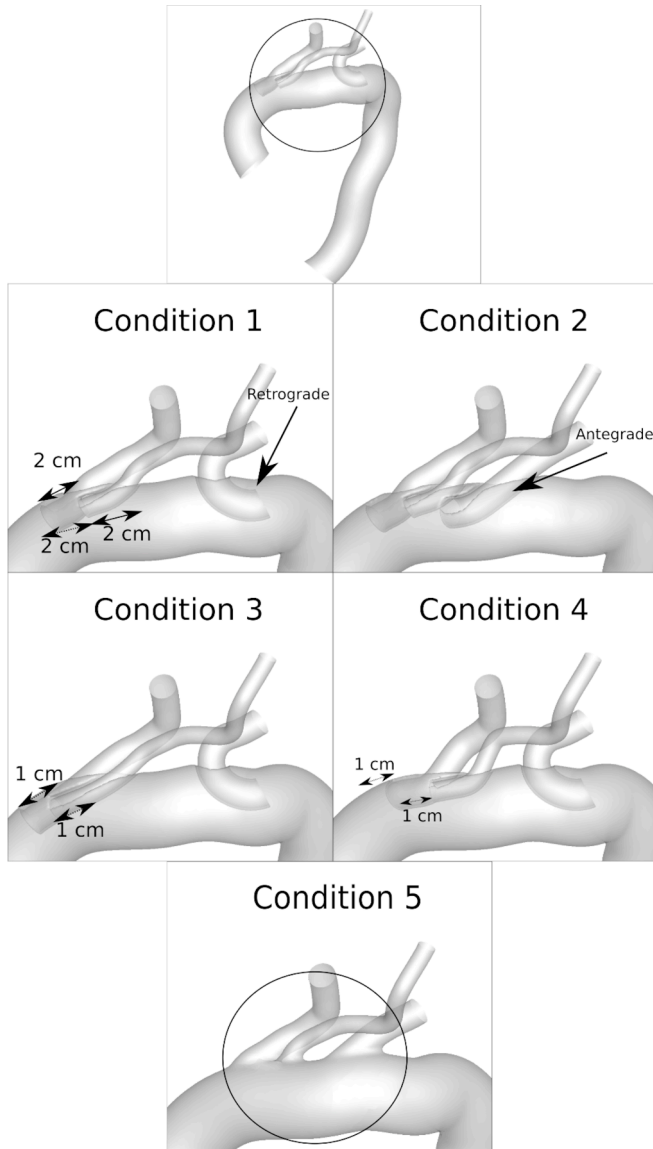 Condition 1
Retrograde
2 cm
2 cm
2 cm
Condition 2
Antegrade
Condition 3
1 cm
1 cm
Condition 4
1 cm
1 cm
Condition 5